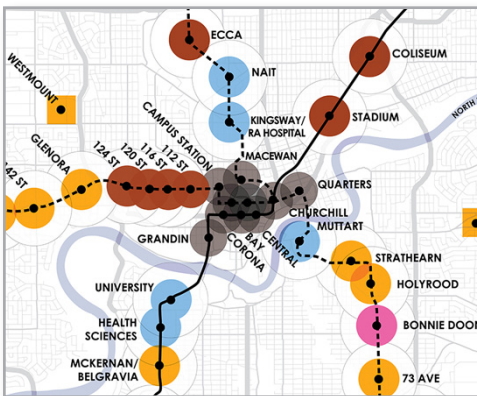 ECCA
COLISEUM
NAIT
WESTMOUNT
KINGSWAY/
RA HOSPITAL
STADIUM
NORTH
CAMPUS STATION
MACEWAN
GLENORA
124 ST
120 ST
116 ST
112 ST
142 ST
QUARTERS
CHURCHILL
MUTTART
GRANDIN
CORONA
BAY
CENTRAL
STRATHEARN
HOLYROOD
UNIVERSITY
HEALTH
SCIENCES
BONNIE DOON
MCKERNAN/
BELGRAVIA
73 AVE